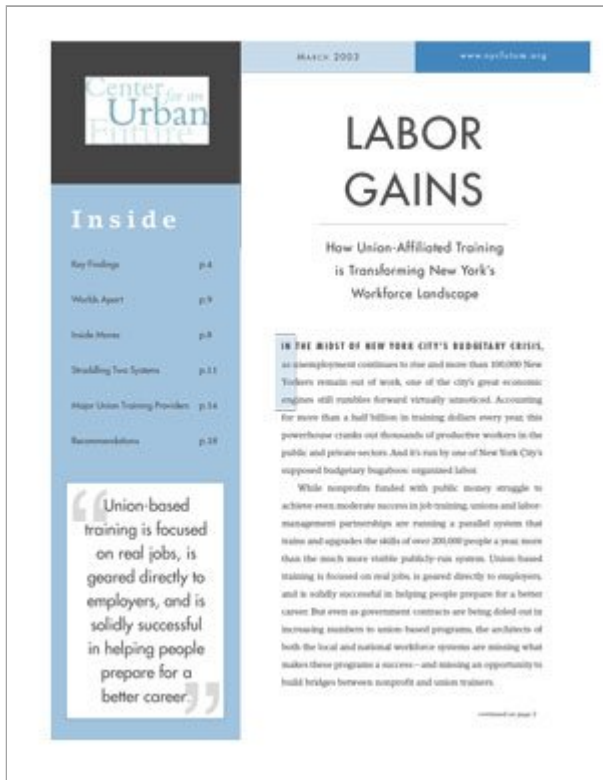 Center for an
Urban
Future
MARCH 2003
www.nycfuture.org
LABOR
GAINS
How Union-Affiliated Training
is Transforming New York's
Workforce Landscape
Inside
Key Findings p.4
Worlds Apart p.
Inside Moves p.8
Straddling Two Systems p.11
Major Union Training Providers p.14
Recommendations p.
“Union-based
training is focused
on real jobs, is
geared directly to
employers, and is
solidly successful
in helping people
prepare for a
better career.”
IN THE MIDST OF NEW YORK CITY'S BUDGETARY CRISIS,
as unemployment continues to rise and more than 100,000 New
Yorkers remain out of work, one of the city's great economic
engines still rumbles forward virtually unnoticed. Accounting
for more than a half billion in training dollars every year, this
powerhouse cranks out thousands of productive workers in the
public and private sectors. And it's run by one of New York City's
supposed budgetary bugaboos: organized labor.
While nonprofits funded with public money struggle to
achieve even moderate success in job training, unions and labor-
management partnerships are running a parallel system that
trains and upgrades the skills of over 200,000 people a year, more
than the much more visible publicly-run system. Union-based
training is focused on real jobs, is geared directly to employers,
and is solidly successful in helping people prepare for a better
career. But even as government contracts are being doled out in
increasing numbers to union-based programs, the architects of
both the local and national workforce systems are missing what
makes these programs a success—and missing an opportunity to
build bridges between nonprofit and union trainers.
continued on page 3